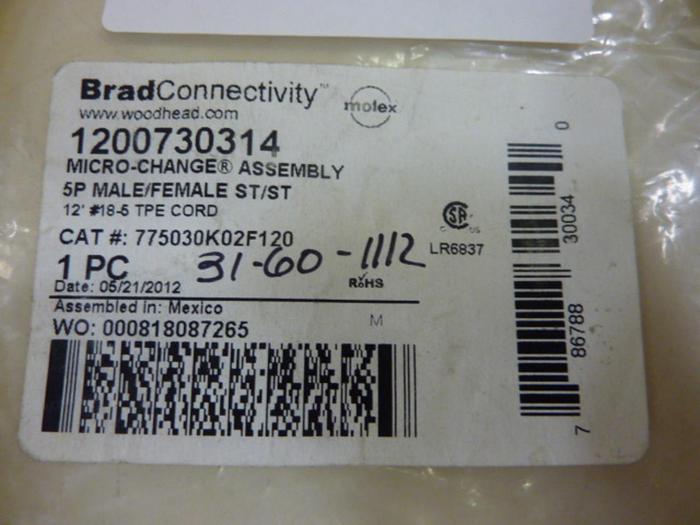 BradConnectivity™
molex
www.woodhead.com
1200730314
MICRO-CHANGE® ASSEMBLY
5P MALE/FEMALE ST/ST
12' #18-5 TPE CORD
CAT #: 775030K02F120
LR6837
1 PC
31-60-1112
RoHS
Date: 05/21/2012
Assembled in: Mexico
WO: 000818087265
M
7 86788 30034 0